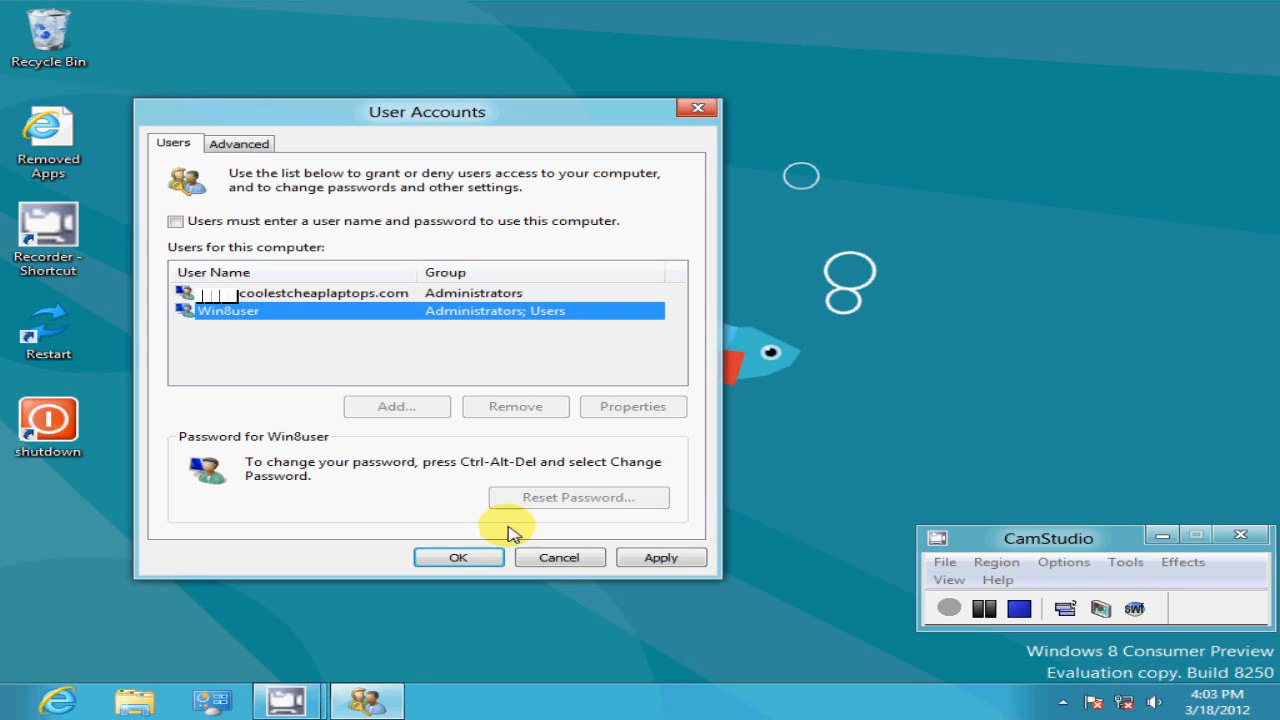 Recycle Bin
Removed
Apps
Recorder -
Shortcut
Restart
shutdown
User Accounts
Users
Advanced
Use the list below to grant or deny users access to your computer,
and to change passwords and other settings.
Users must enter a user name and password to use this computer.
Users for this computer:
User Name
Group
coolestcheaplaptops.com
Administrators
Win8user
Administrators; Users
Add...
Remove
Properties
Password for Win8user
To change your password, press Ctrl-Alt-Del and select Change
Password.
Reset Password...
OK
Cancel
Apply
CamStudio
File
Region
Options
Tools
Effects
View
Help
SWF
Windows 8 Consumer Preview
Evaluation copy. Build 8250
4:03 PM
3/18/2012